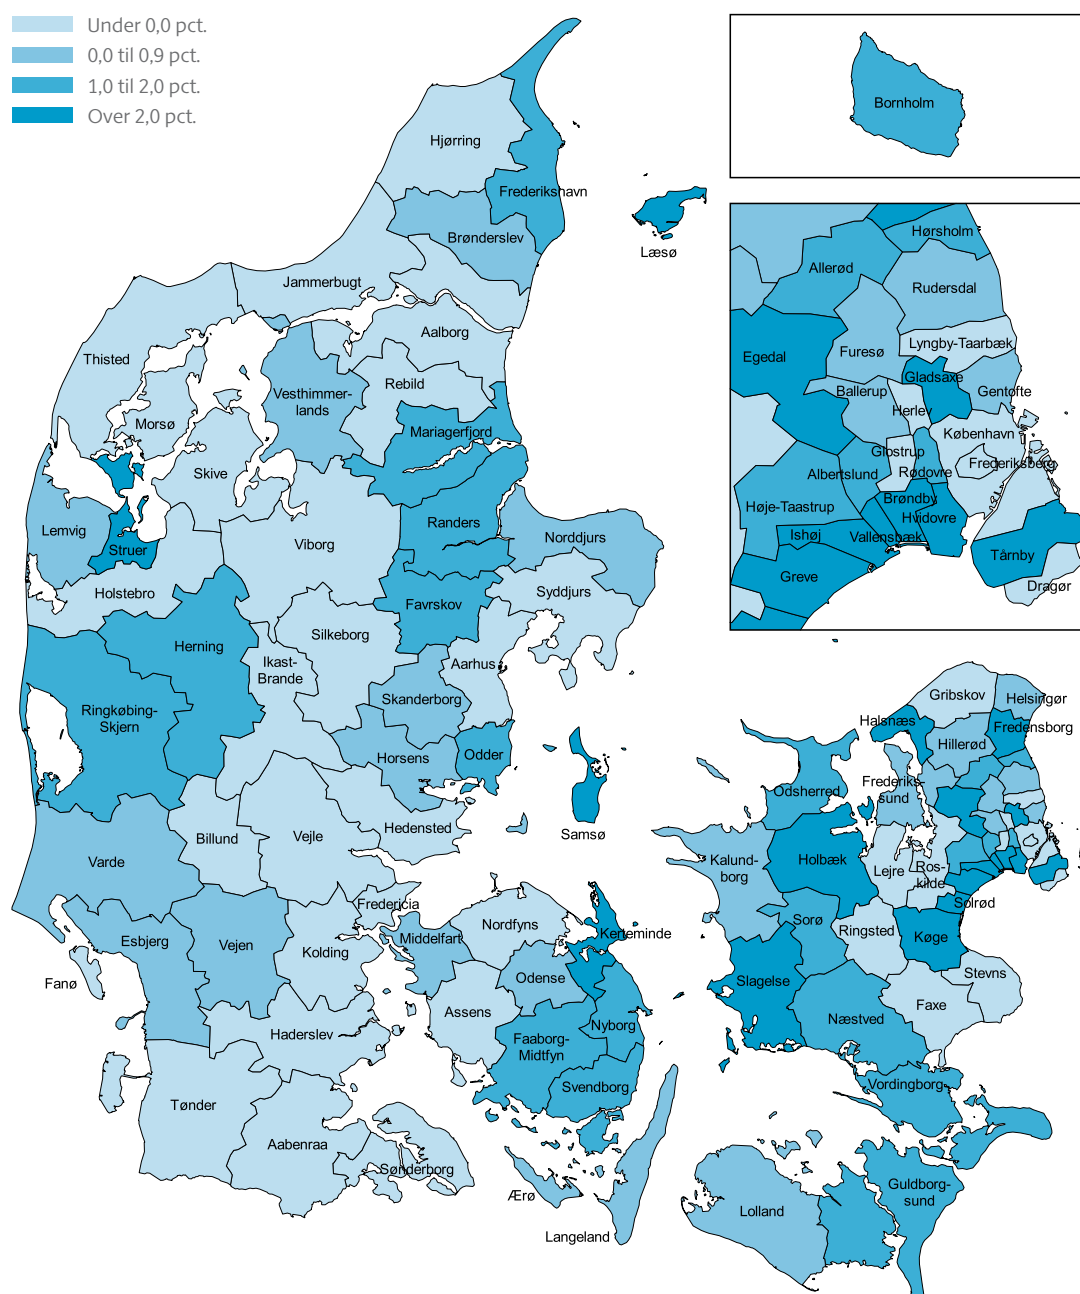 Under 0,0 pct.
0,0 til 0,9 pct.
1,0 til 2,0 pct.
Over 2,0 pct.
Bornholm
Hjørring
Frederikshavn
Brønderslev
Læsø
Jammerbugt
Aalborg
Thisted
Rebild
Vesthimmer-
lands
Morsø
Mariagerfjord
Skive
Lemvig
Randers
Norddjurs
Viborg
Struer
Holstebro
Favrskov
Syddjurs
Silkeborg
Herning
Ikast-
Brande
Aarhus
Skanderborg
Ringkøbing-
Skjern
Horsens
Odder
Samsø
Billund
Vejle
Hedensted
Varde
Fredericia
Nordfyns
Kerteminde
Middelfart
Esbjerg
Vejen
Kolding
Odense
Fanø
Assens
Nyborg
Haderslev
Faaborg-
Midtfyn
Svendborg
Tønder
Aabenraa
Sønderborg
Ærø
Langeland
Hørsholm
Allerød
Rudersdal
Lyngby-Taarbæk
Egedal
Furesø
Gladsaxe
Ballerup
Gentofte
Herlev
København
Glostrup
Frederiksberg
Albertslund
Rødovre
Brøndby
Høje-Taastrup
Hvidovre
Ishøj
Vallensbæk
Tårnby
Greve
Dragør
Gribskov
Helsingør
Halsnæs
Fredensborg
Hillerød
Frederiks-
sund
Odsherred
Kalund-
borg
Holbæk
Lejre
Ros-
kilde
Solrød
Sorø
Ringsted
Køge
Slagelse
Stevns
Faxe
Næstved
Vordingborg
Guldborg-
sund
Lolland